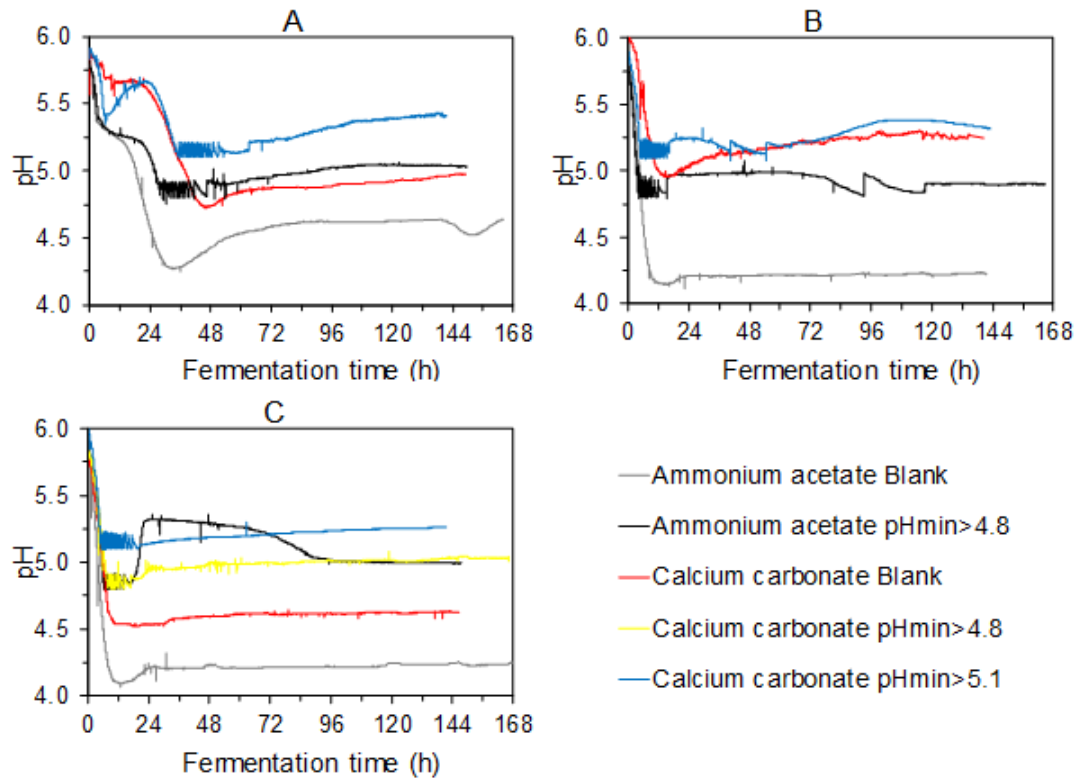 A
6.0
5.5
5.0
4.5
4.0
pH
0 24 48 72 96 120 144 168
Fermentation time (h)
B
6.0
5.5
5.0
4.5
4.0
pH
0 24 48 72 96 120 144 168
Fermentation time (h)
C
6.0
5.5
5.0
4.5
4.0
pH
0 24 48 72 96 120 144 168
Fermentation time (h)
Ammonium acetate Blank
Ammonium acetate pHmin>4.8
Calcium carbonate Blank
Calcium carbonate pHmin>4.8
Calcium carbonate pHmin>5.1